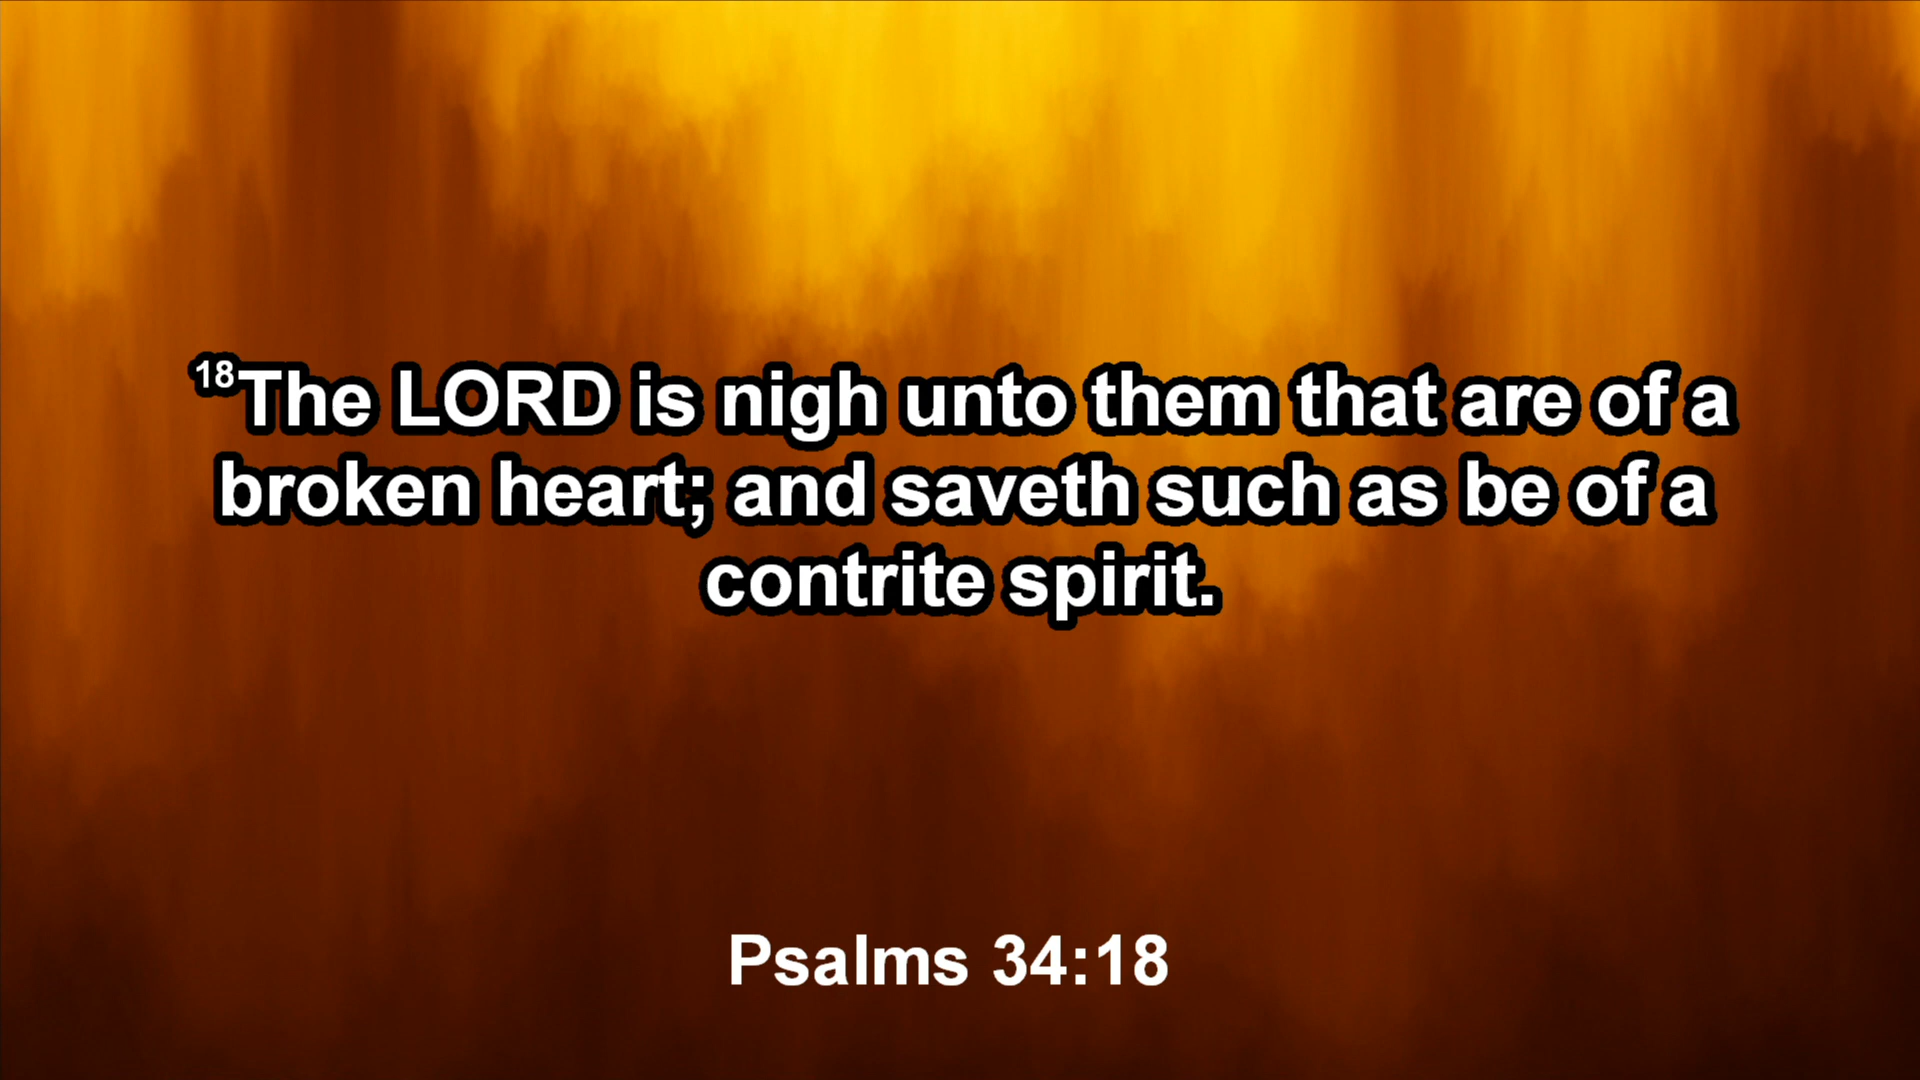 18The LORD is nigh unto them that are of a
broken heart; and saveth such as be of a
contrite spirit.
Psalms 34:18